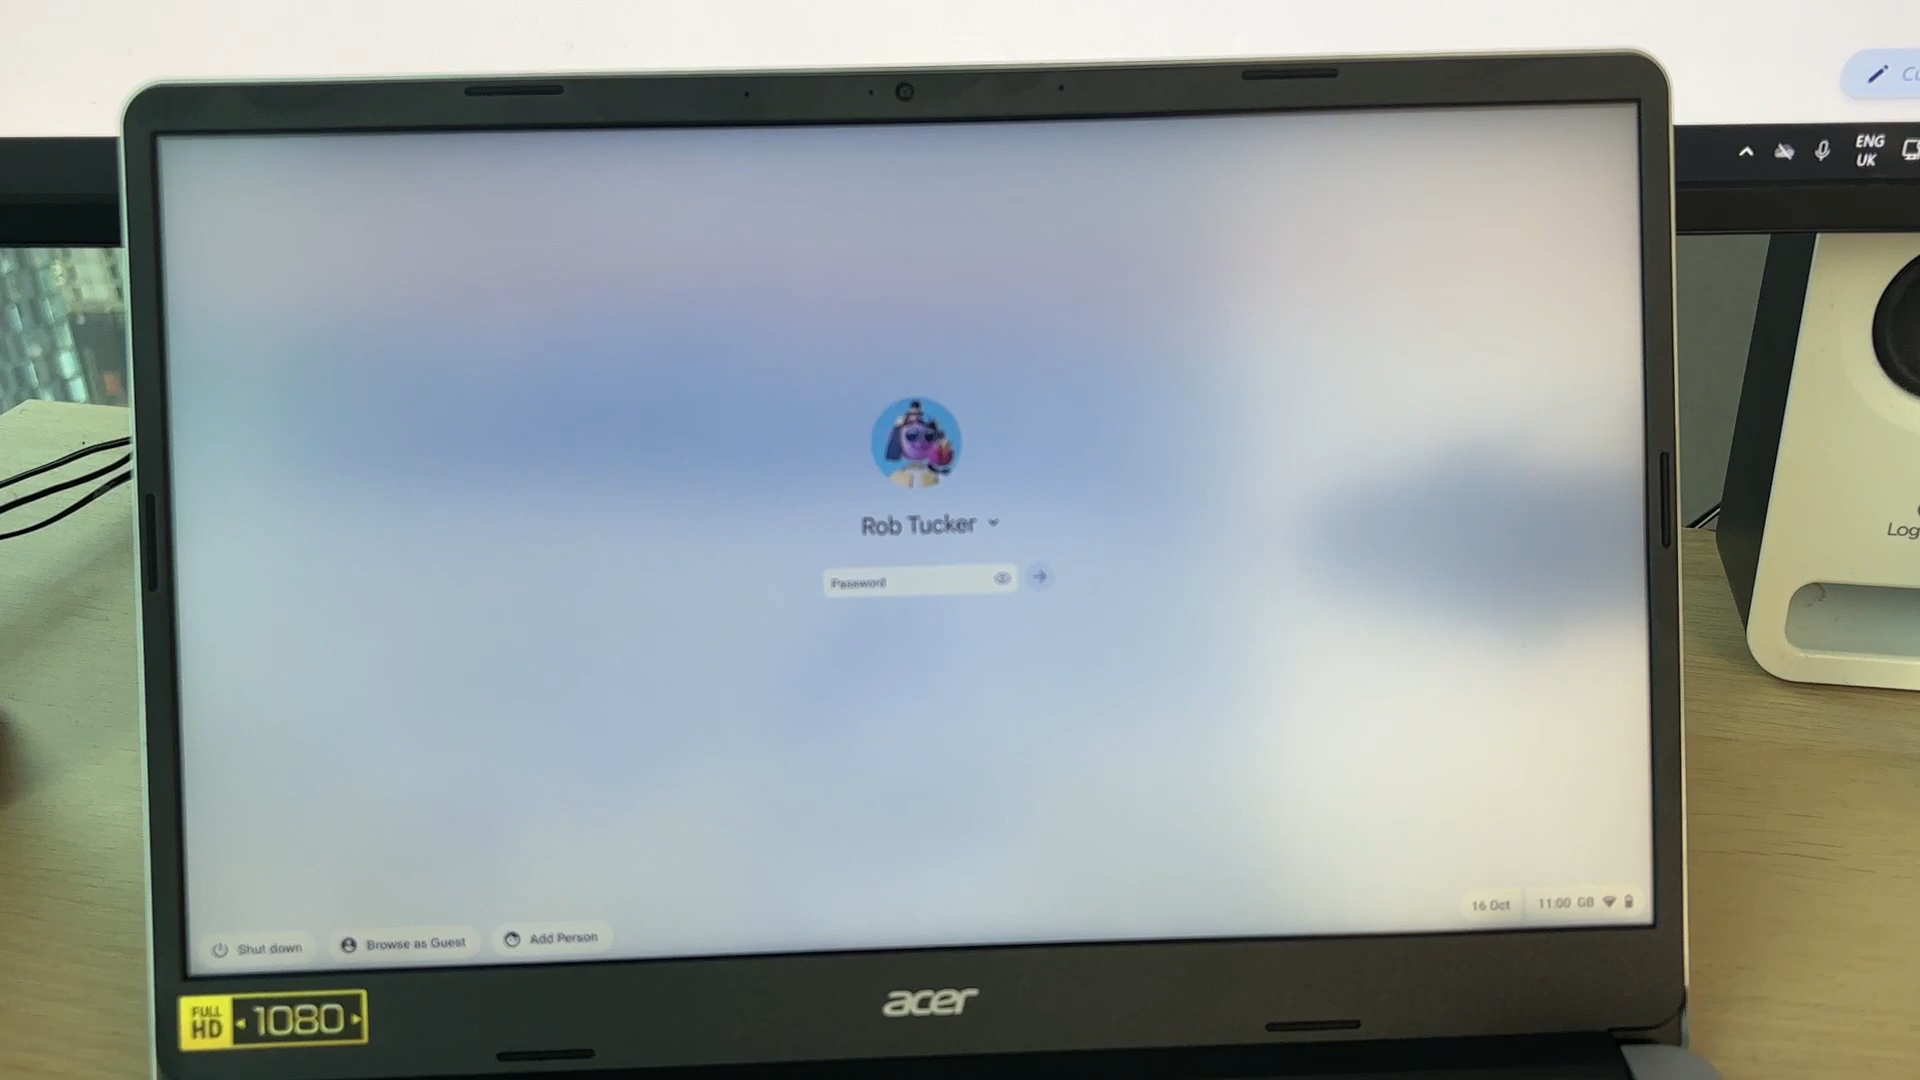 ENG
UK
Rob Tucker
Password
16 Oct
11:00 GB
Shut down
Browse as Guest
Add Person
FULL
HD
1080
acer
Log